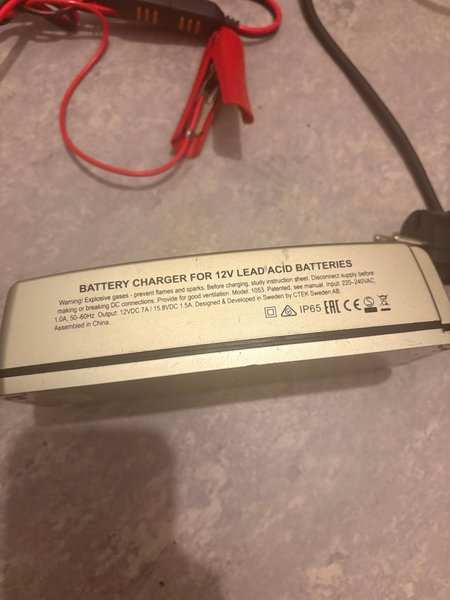 BATTERY CHARGER FOR 12V LEAD ACID BATTERIES
Warning! Explosive gases - prevent flames and sparks. Before charging, study instruction sheet. Disconnect supply before
making or breaking DC connections. Provide for good ventilation. Model: 1053. Patented, see manual. Input: 220–240VAC,
1.0A, 50–60Hz Output: 12VDC 7A / 15.8VDC 1.5A. Designed & Developed in Sweden by CTEK Sweden AB.
Assembled in China.
IP65 EAC CE